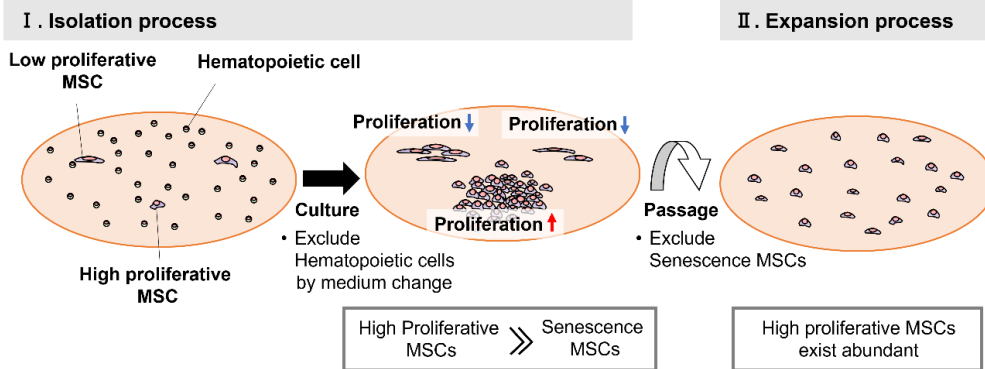 Ⅰ. Isolation process
Ⅱ. Expansion process
Low proliferative
MSC
Hematopoietic cell
High proliferative
MSC
Culture
• Exclude
Hematopoietic cells
by medium change
Proliferation ↓
Proliferation ↓
Proliferation ↑
Passage
• Exclude
Senescence MSCs
High Proliferative
MSCs
≫
Senescence
MSCs
High proliferative MSCs
exist abundant